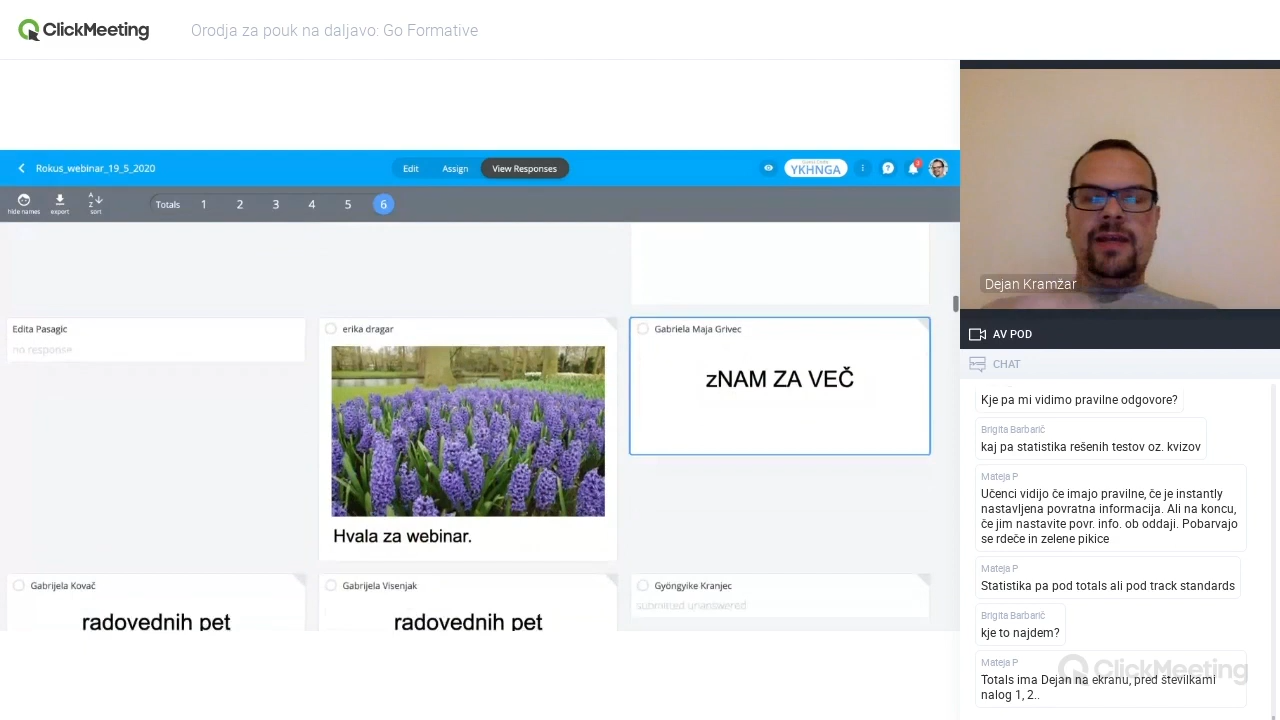 ClickMeeting
Orodja za pouk na daljavo: Go Formative
Rokus_webinar_19_5_2020
Edit
Assign
View Responses
YKHNGA
hide names
export
sort
Totals
1
2
3
4
5
6
Edita Pasagic
no response
erika dragar
Hvala za webinar.
Gabriela Maja Grivec
zNAM ZA VEČ
Gabrijela Kovač
radovednih pet
Gabrijela Visenjak
radovednih pet
Gyöngyike Kranjec
submitted unanswered
Dejan Kramžar
AV POD
CHAT
Kje pa mi vidimo pravilne odgovore?
Brigita Barbarič
kaj pa statistika rešenih testov oz. kvizov
Mateja P
Učenci vidijo če imajo pravilne, če je instantly
nastavljena povratna informacija. Ali na koncu,
če jim nastavite povr. info. ob oddaji. Pobarvajo
se rdeče in zelene pikice
Mateja P
Statistika pa pod totals ali pod track standards
Brigita Barbarič
kje to najdem?
Mateja P
Totals ima Dejan na ekranu, pred številkami
nalog 1, 2..
ClickMeeting